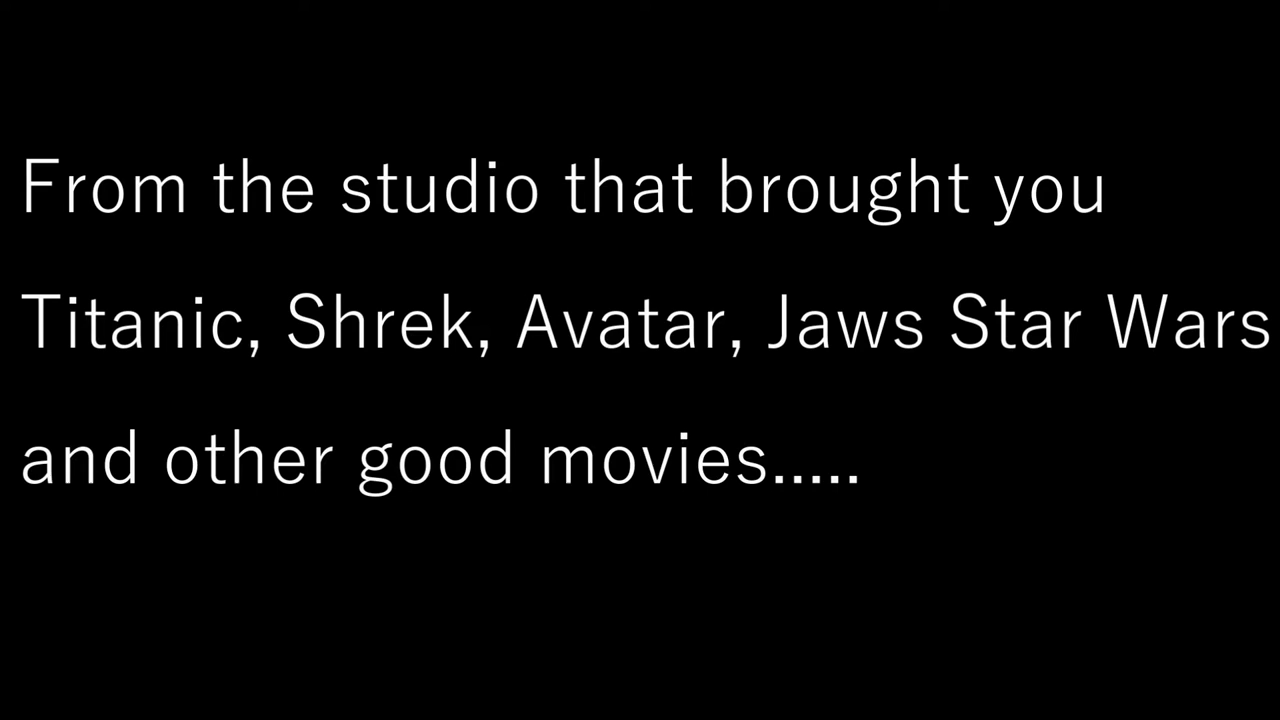 From the studio that brought you
Titanic, Shrek, Avatar, Jaws Star Wars
and other good movies.....